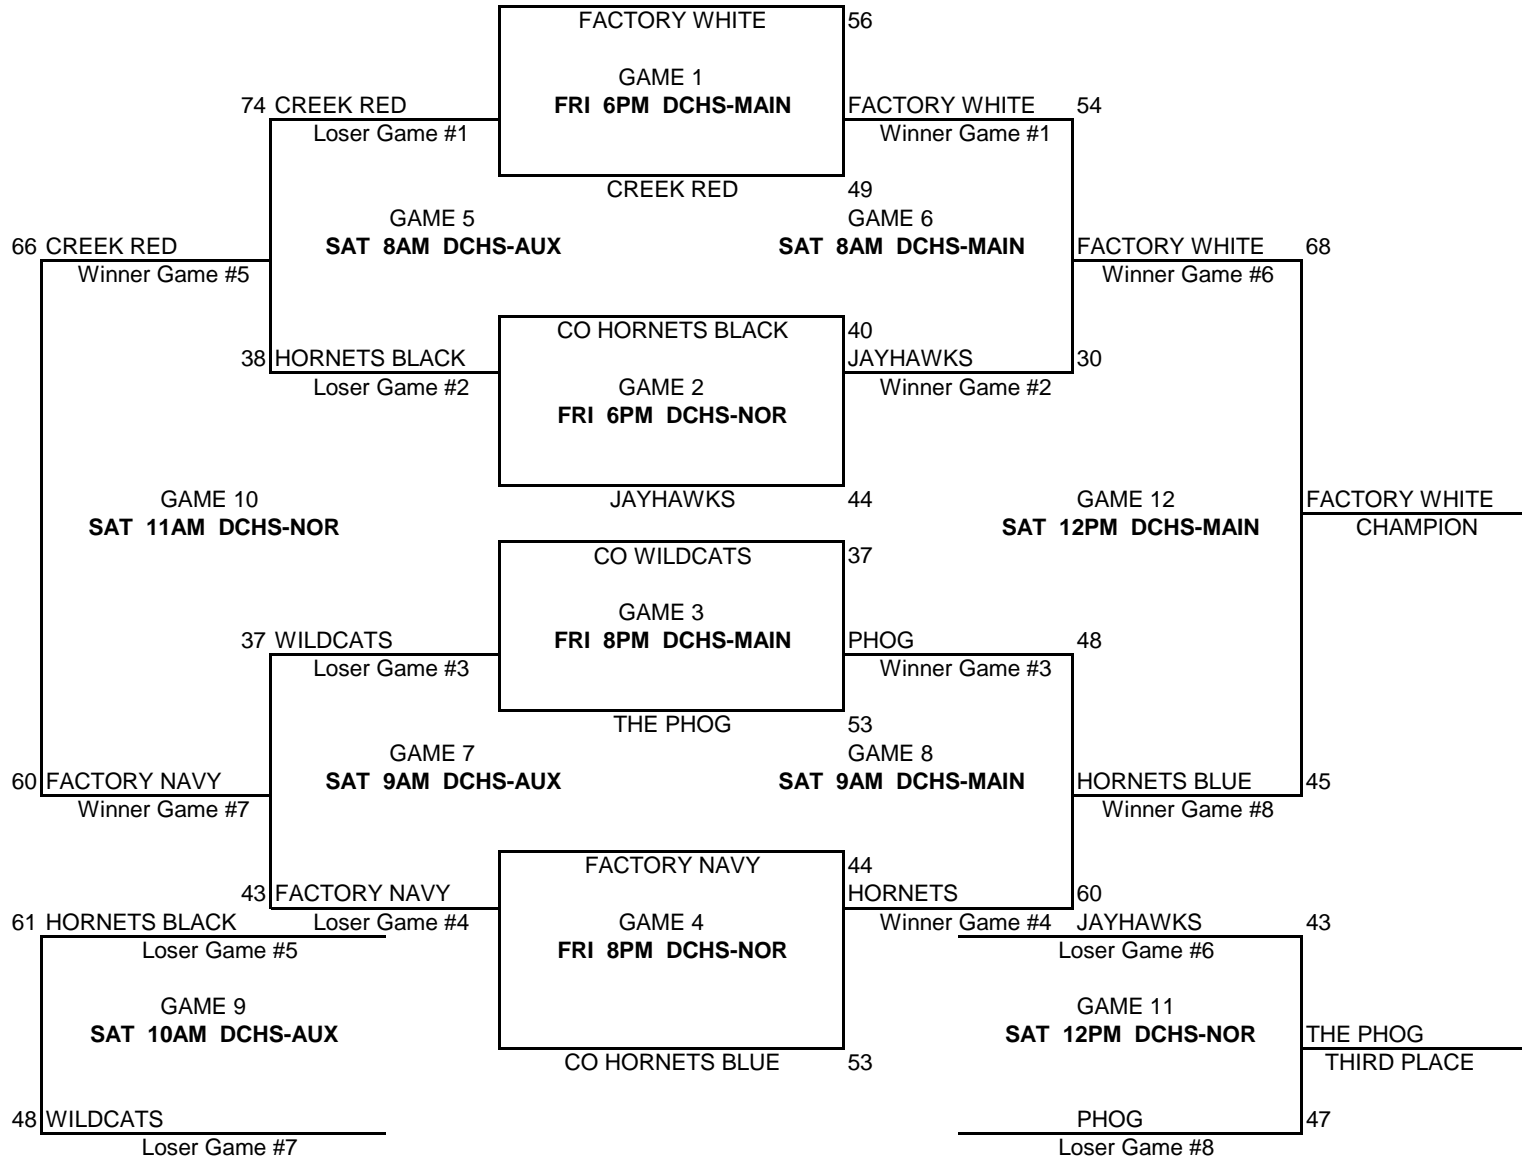 FACTORY WHITE 56
GAME 1
74 CREEK RED FRI 6PM DCHS-MAIN FACTORY WHITE 54
Loser Game #1 Winner Game #1
CREEK RED 49
GAME 5 GAME 6
66 CREEK RED SAT 8AM DCHS-AUX SAT 8AM DCHS-MAIN FACTORY WHITE 68
Winner Game #5 Winner Game #6
CO HORNETS BLACK 40
38 HORNETS BLACK JAYHAWKS 30
Loser Game #2 GAME 2 Winner Game #2
FRI 6PM DCHS-NOR
GAME 10 JAYHAWKS 44 GAME 12 FACTORY WHITE
SAT 11AM DCHS-NOR SAT 12PM DCHS-MAIN CHAMPION
CO WILDCATS 37
GAME 3
37 WILDCATS FRI 8PM DCHS-MAIN PHOG 48
Loser Game #3 Winner Game #3
THE PHOG 53
GAME 7 GAME 8
60 FACTORY NAVY SAT 9AM DCHS-AUX SAT 9AM DCHS-MAIN HORNETS BLUE 45
Winner Game #7 Winner Game #8
FACTORY NAVY 44
43 FACTORY NAVY HORNETS 60
61 HORNETS BLACK Loser Game #4 GAME 4 Winner Game #4 JAYHAWKS 43
Loser Game #5 FRI 8PM DCHS-NOR Loser Game #6
GAME 9 GAME 11
SAT 10AM DCHS-AUX SAT 12PM DCHS-NOR THE PHOG
CO HORNETS BLUE 53 THIRD PLACE
48 WILDCATS PHOG 47
Loser Game #7 Loser Game #8